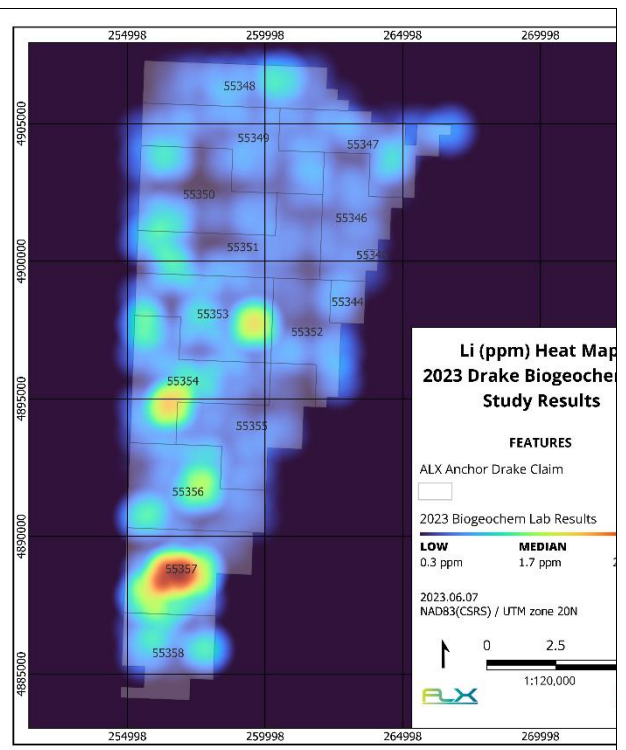 254998 259998 264998 269998
4905000
4900000
4895000
4890000
4885000
55348
55349
55347
55350
55346
55351
5534
55344
55353
55352
55354
55355
55356
55357
55358
Li (ppm) Heat Map
2023 Drake Biogeochem
Study Results
FEATURES
ALX Anchor Drake Claim
2023 Biogeochem Lab Results
LOW MEDIAN
0.3 ppm 1.7 ppm 2
2023.06.07
NAD83(CSRS) / UTM zone 20N
0 2.5
1:120,000
ALX
254998 259998 264998 269998